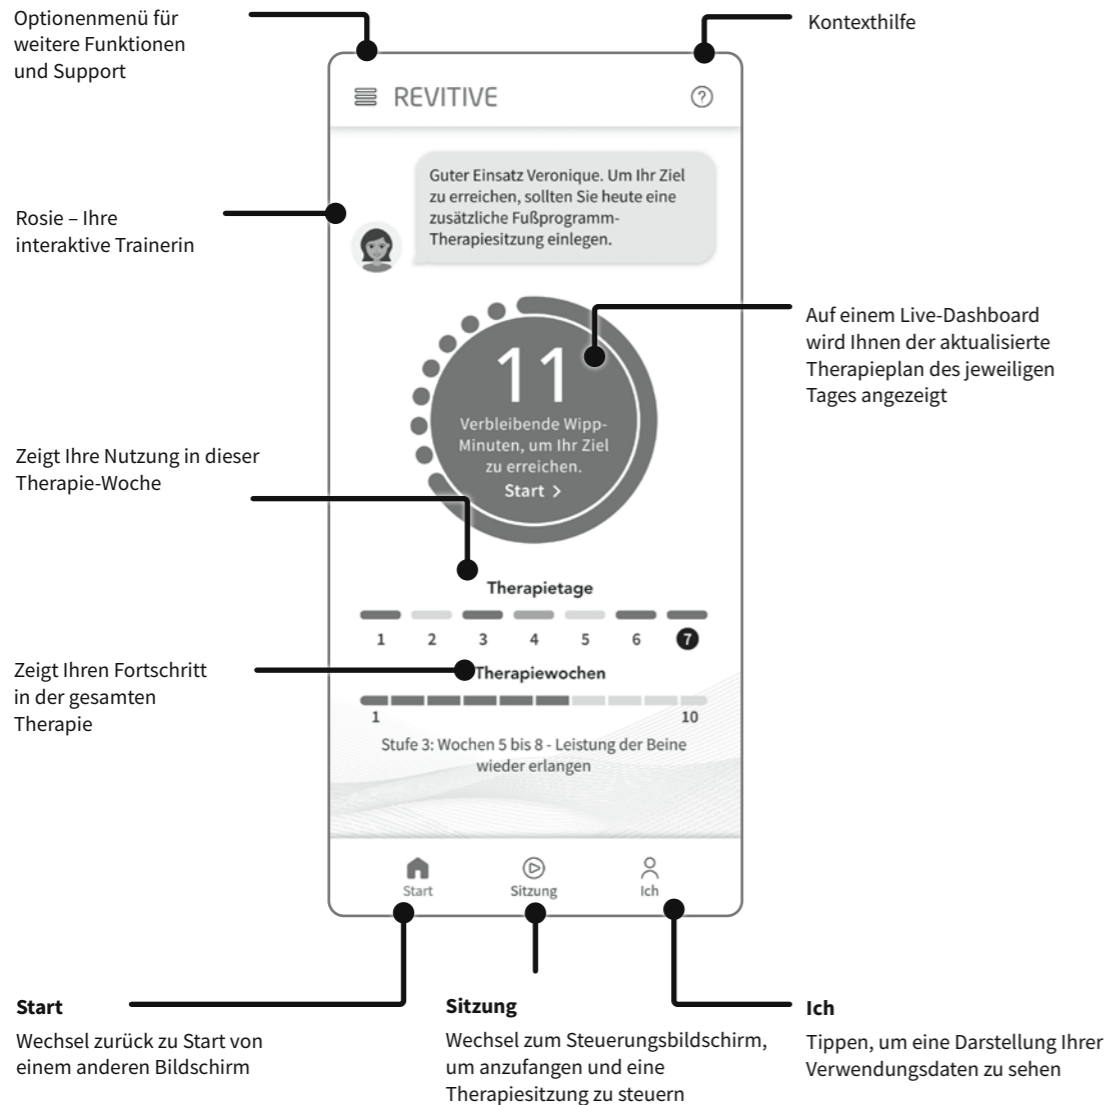 Optionenmenü für
weitere Funktionen
und Support
Kontexthilfe
REVITIVE
?
Guter Einsatz Veronique. Um Ihr Ziel
zu erreichen, sollten Sie heute eine
zusätzliche Fußprogramm-
Therapiesitzung einlegen.
Rosie – Ihre
interaktive Trainerin
11
Verbleibende Wipp-
Minuten, um Ihr Ziel
zu erreichen.
Start >
Auf einem Live-Dashboard
wird Ihnen der aktualisierte
Therapieplan des jeweiligen
Tages angezeigt
Zeigt Ihre Nutzung in dieser
Therapie-Woche
Therapietage
1 2 3 4 5 6 7
Zeigt Ihren Fortschritt
in der gesamten
Therapie
Therapiewochen
1 10
Stufe 3: Wochen 5 bis 8 - Leistung der Beine
wieder erlangen
Start Sitzung Ich
Start
Wechsel zurück zu Start von
einem anderen Bildschirm
Sitzung
Wechsel zum Steuerungsbildschirm,
um anzufangen und eine
Therapiesitzung zu steuern
Ich
Tippen, um eine Darstellung Ihrer
Verwendungsdaten zu sehen